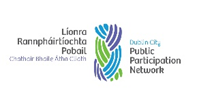 Líonra
Rannpháirtíochta
Pobail
Chathair Bhaile Átha Cliath
Dublin City
Public
Participation
Network